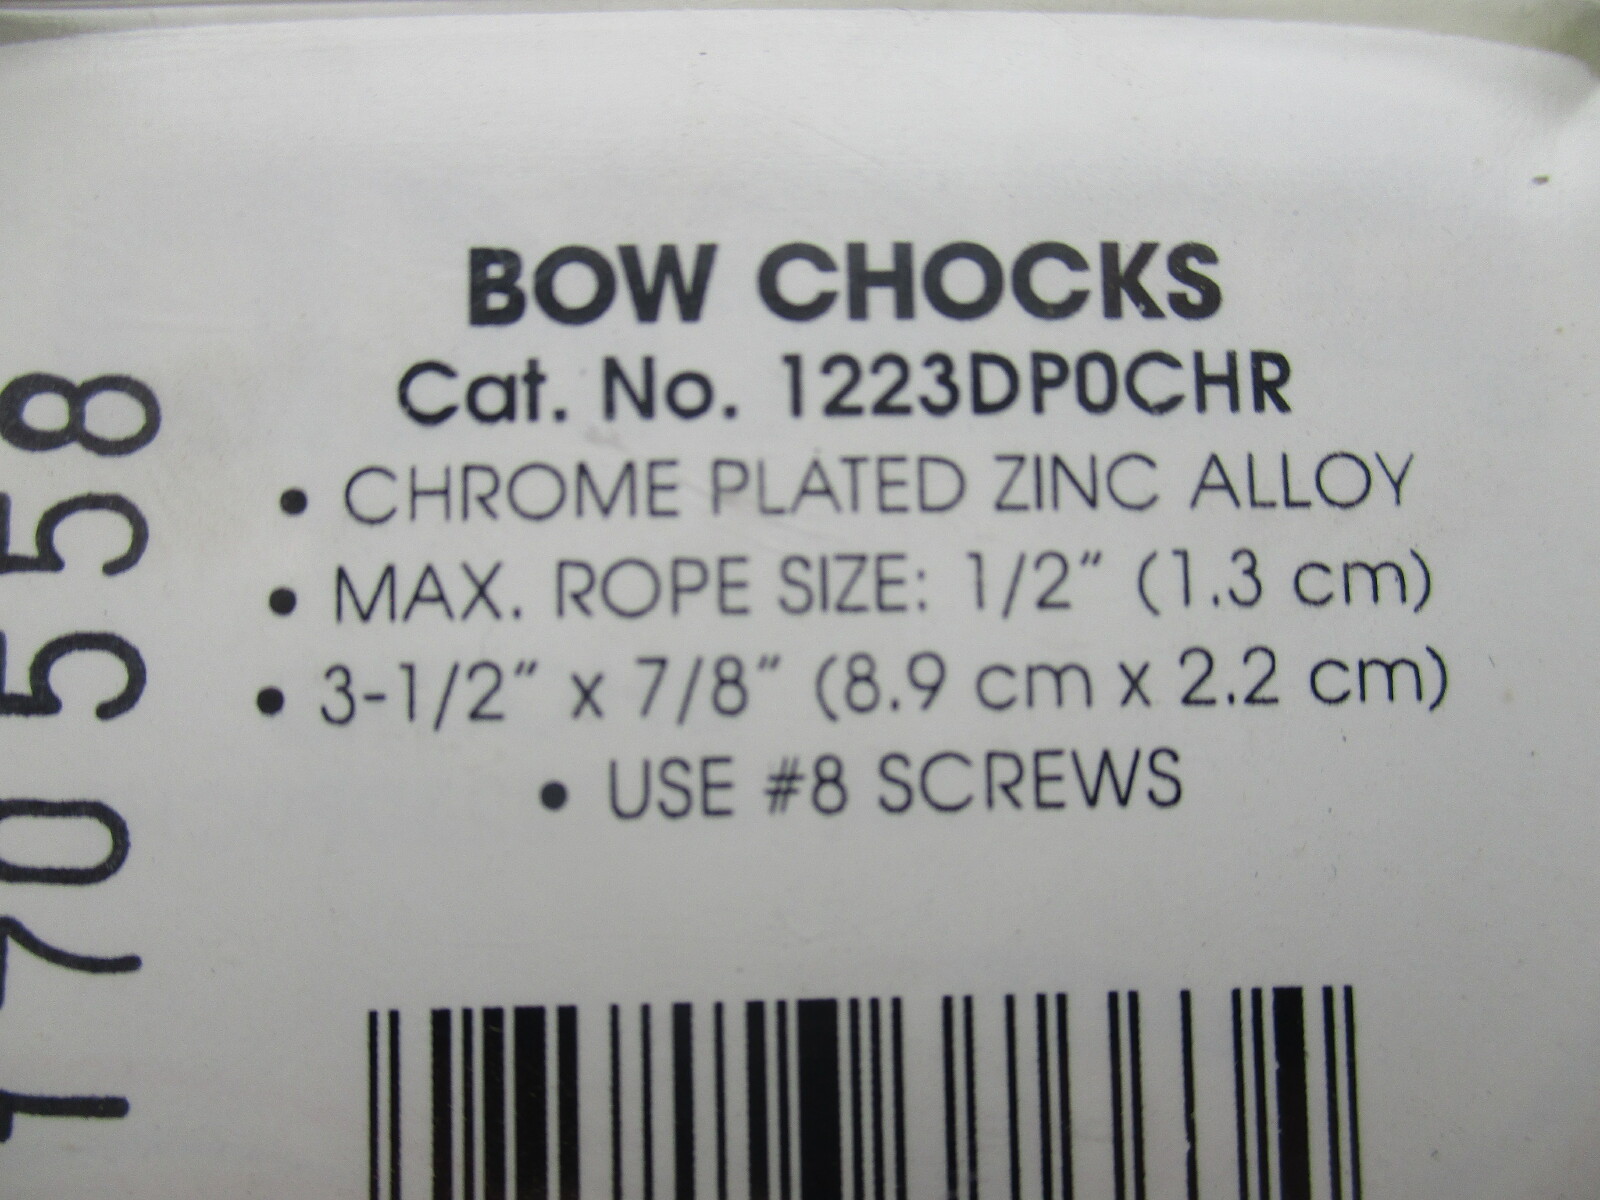 BOW CHOCKS
Cat. No. 1223DP0CHR
• CHROME PLATED ZINC ALLOY
• MAX. ROPE SIZE: 1/2" (1.3 cm)
• 3-1/2" x 7/8" (8.9 cm x 2.2 cm)
• USE #8 SCREWS
170558